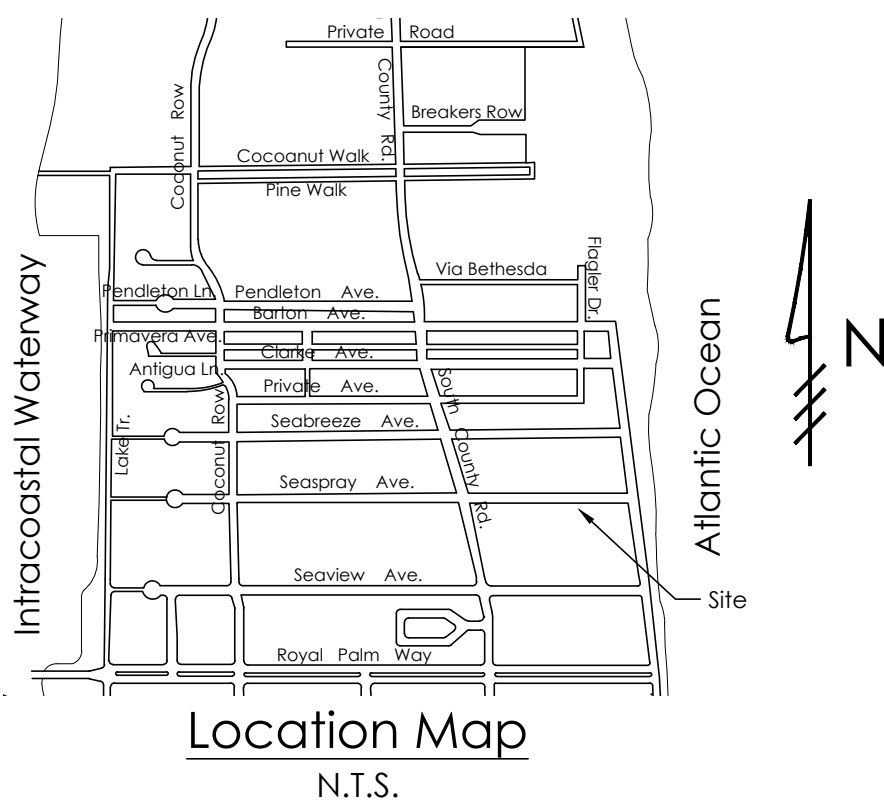 Private Road
Coconut Row
County Rd.
Breakers Row
Cocoanut Walk
Pine Walk
Via Bethesda
Flagler Dr.
Pendleton Ln.
Pendleton Ave.
Barton Ave.
Primavera Ave.
Clarke Ave.
Antigua Ln.
Private Ave.
South County Rd.
Coconut Row
Seabreeze Ave.
Lake Tr.
Seaspray Ave.
Seaview Ave.
Royal Palm Way
Intracoastal Waterway
Atlantic Ocean
N
Site
Location Map
N.T.S.